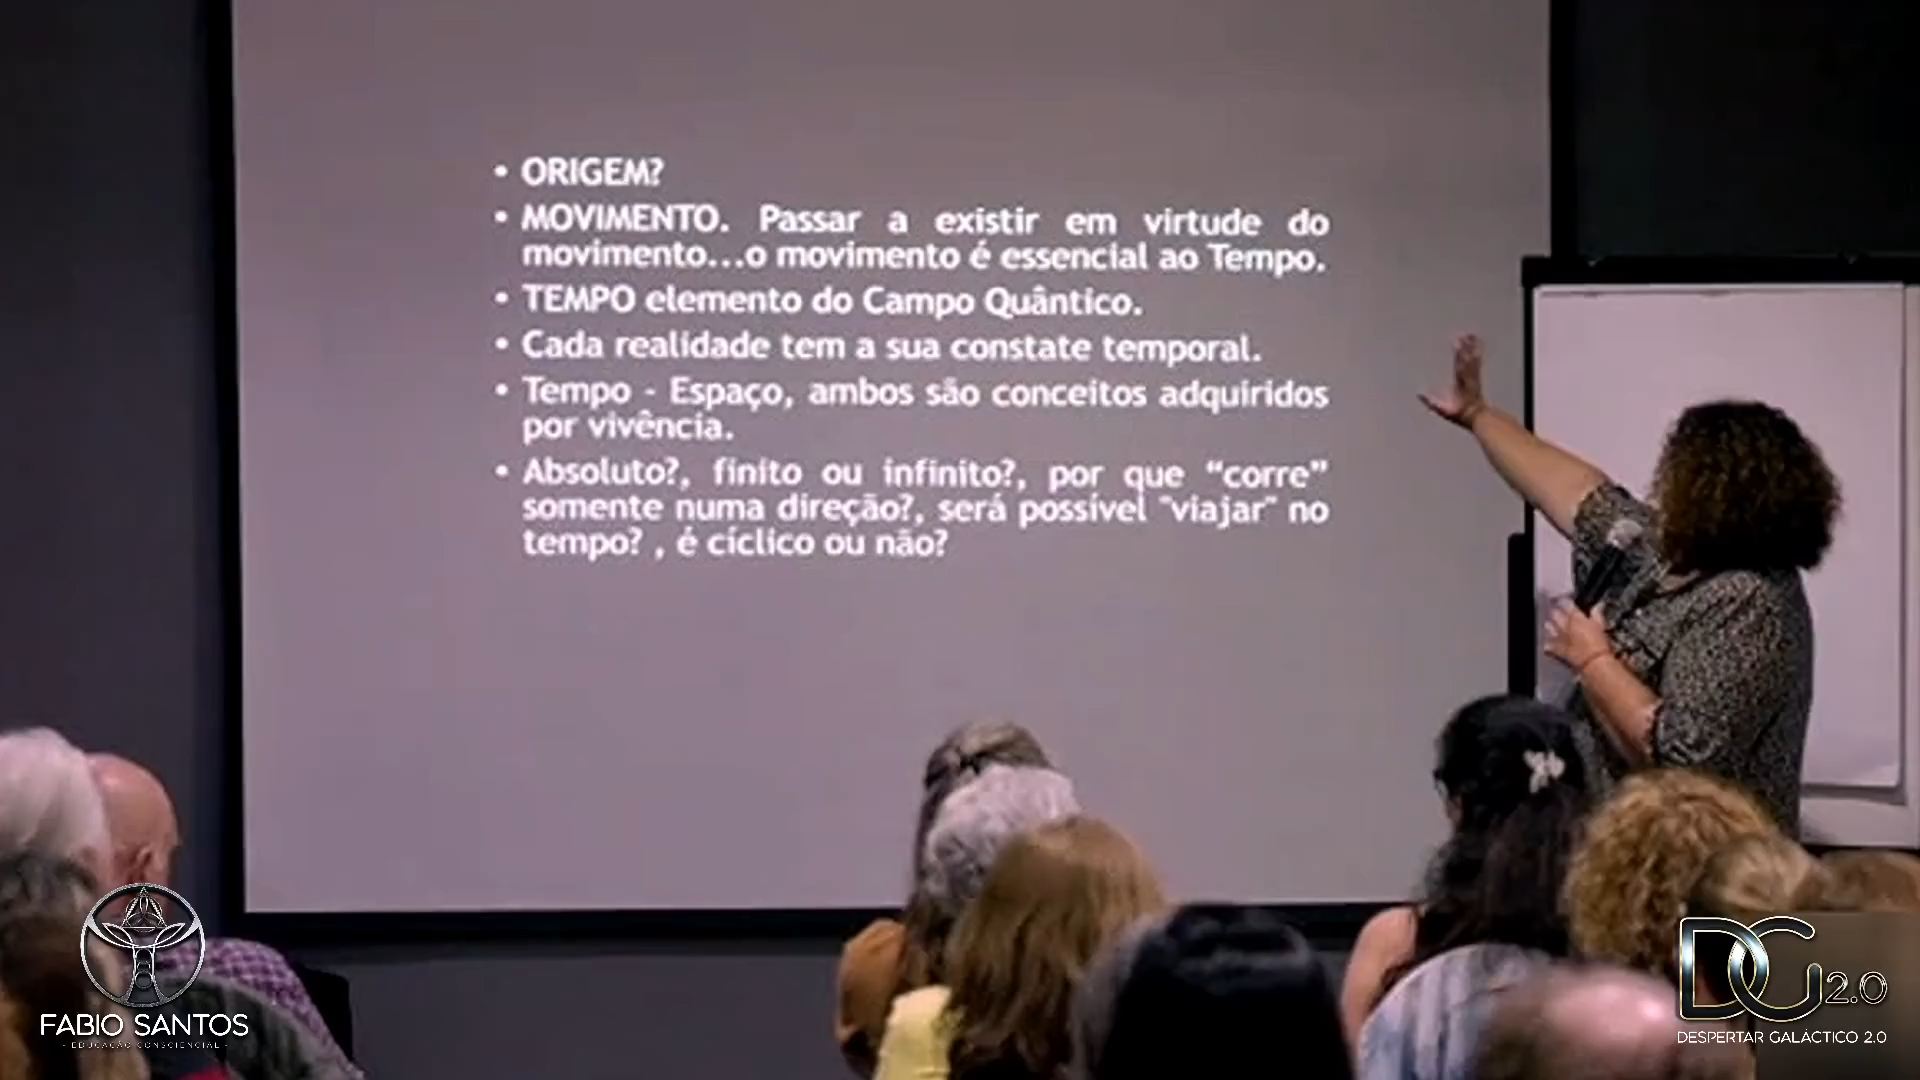 • ORIGEM?
• MOVIMENTO. Passar a existir em virtude do
movimento...o movimento é essencial ao Tempo.
• TEMPO elemento do Campo Quântico.
• Cada realidade tem a sua constate temporal.
• Tempo - Espaço, ambos são conceitos adquiridos
por vivência.
• Absoluto?, finito ou infinito?, por que “corre”
somente numa direção?, será possível "viajar" no
tempo? , é cíclico ou não?
FABIO SANTOS
- EDUCAÇÃO CONSCIENCIAL -
DG 2.0
DESPERTAR GALÁCTICO 2.0